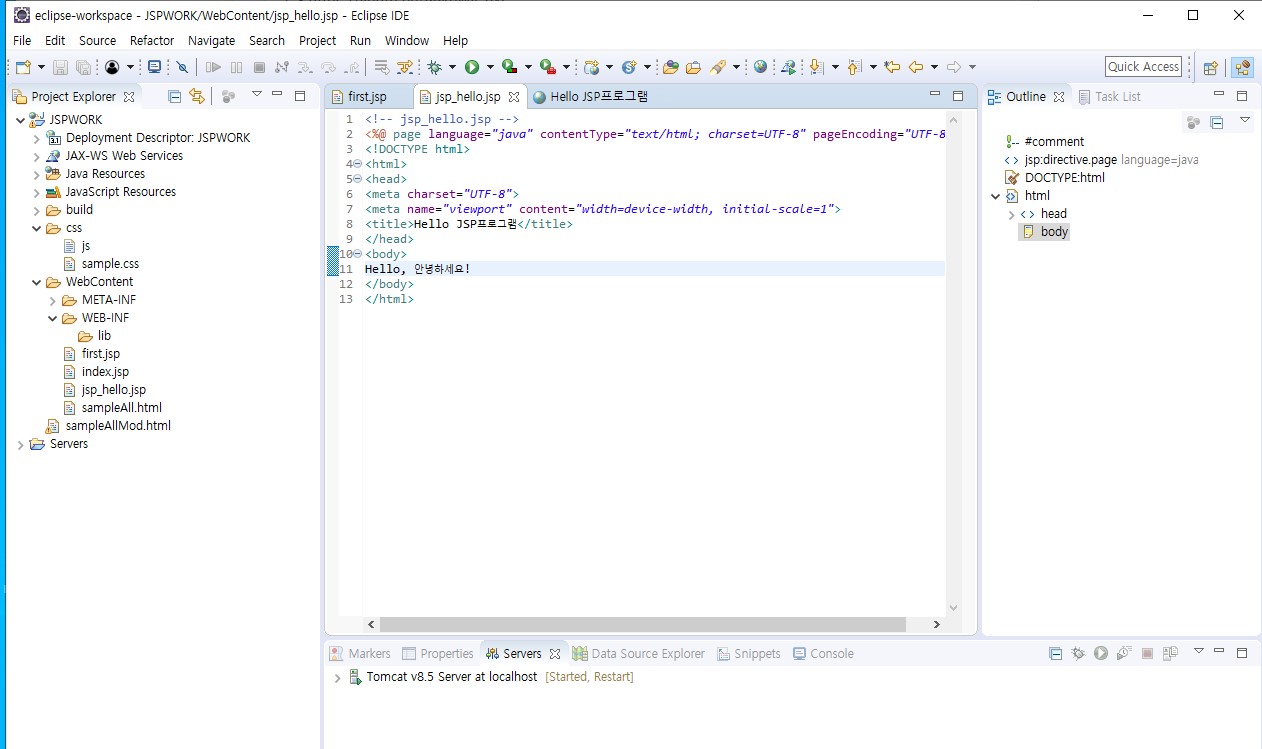 eclipse-workspace - JSPWORK/WebContent/jsp_hello.jsp - Eclipse IDE
File Edit Source Refactor Navigate Search Project Run Window Help
Quick Access
Project Explorer
JSPWORK
Deployment Descriptor: JSPWORK
JAX-WS Web Services
Java Resources
JavaScript Resources
build
css
js
sample.css
WebContent
META-INF
WEB-INF
lib
first.jsp
index.jsp
jsp_hello.jsp
sampleAll.html
sampleAllMod.html
Servers
first.jsp jsp_hello.jsp Hello JSP프로그램
1 <!-- jsp_hello.jsp -->
2 <%@ page language="java" contentType="text/html; charset=UTF-8" pageEncoding="UTF-8
3 <!DOCTYPE html>
4 <html>
5 <head>
6 <meta charset="UTF-8">
7 <meta name="viewport" content="width=device-width, initial-scale=1">
8 <title>Hello JSP프로그램</title>
9 </head>
10 <body>
11 Hello, 안녕하세요!
12 </body>
13 </html>
Outline Task List
#comment
jsp:directive.page language=java
DOCTYPE:html
html
head
body
Markers Properties Servers Data Source Explorer Snippets Console
Tomcat v8.5 Server at localhost [Started, Restart]